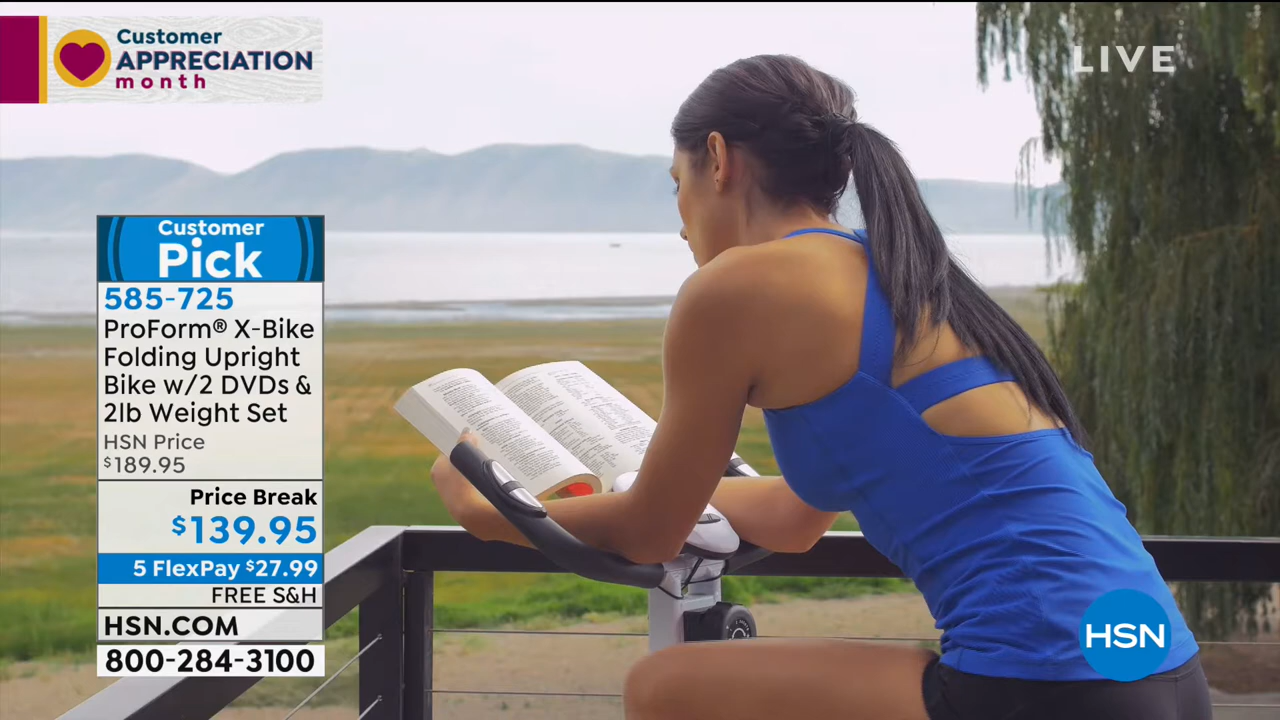 Customer
APPRECIATION
month
LIVE
Customer
Pick
585-725
ProForm® X-Bike
Folding Upright
Bike w/2 DVDs &
2lb Weight Set
HSN Price
$189.95
Price Break
$139.95
5 FlexPay $27.99
FREE S&H
HSN.COM
800-284-3100
HSN